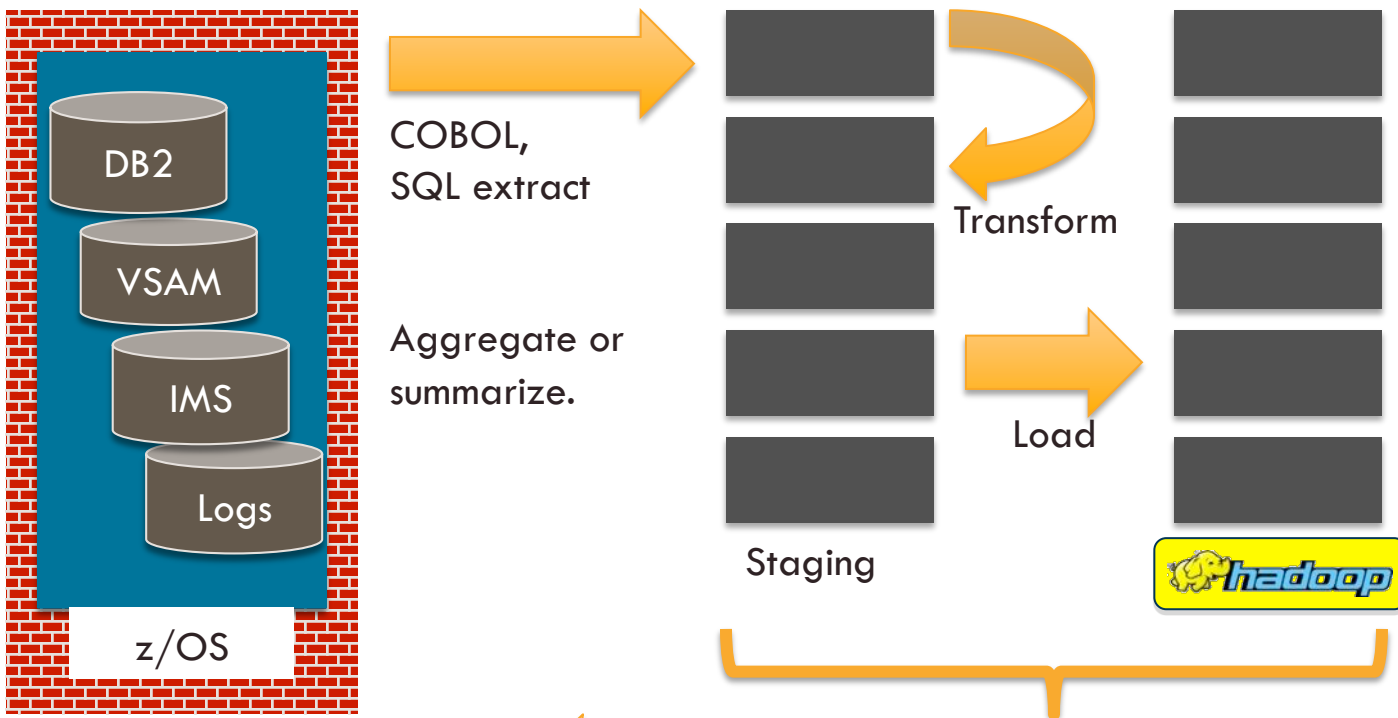 DB2
VSAM
IMS
Logs
z/OS
COBOL,
SQL extract
Aggregate or
summarize.
Transform
Load
Staging
hadoop